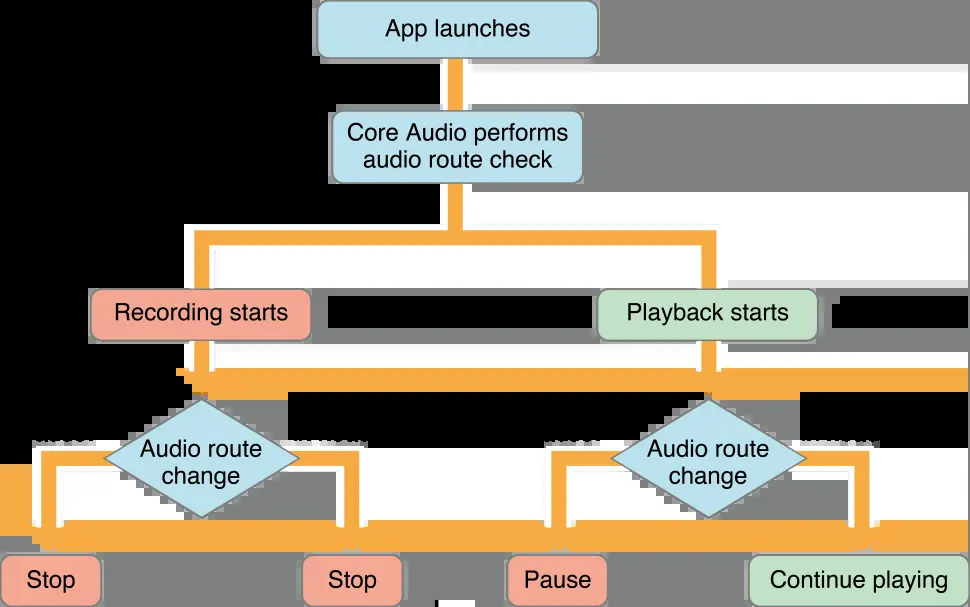 App launches
Core Audio performs
audio route check
Recording starts
Playback starts
Audio route
change
Audio route
change
Stop
Stop
Pause
Continue playing